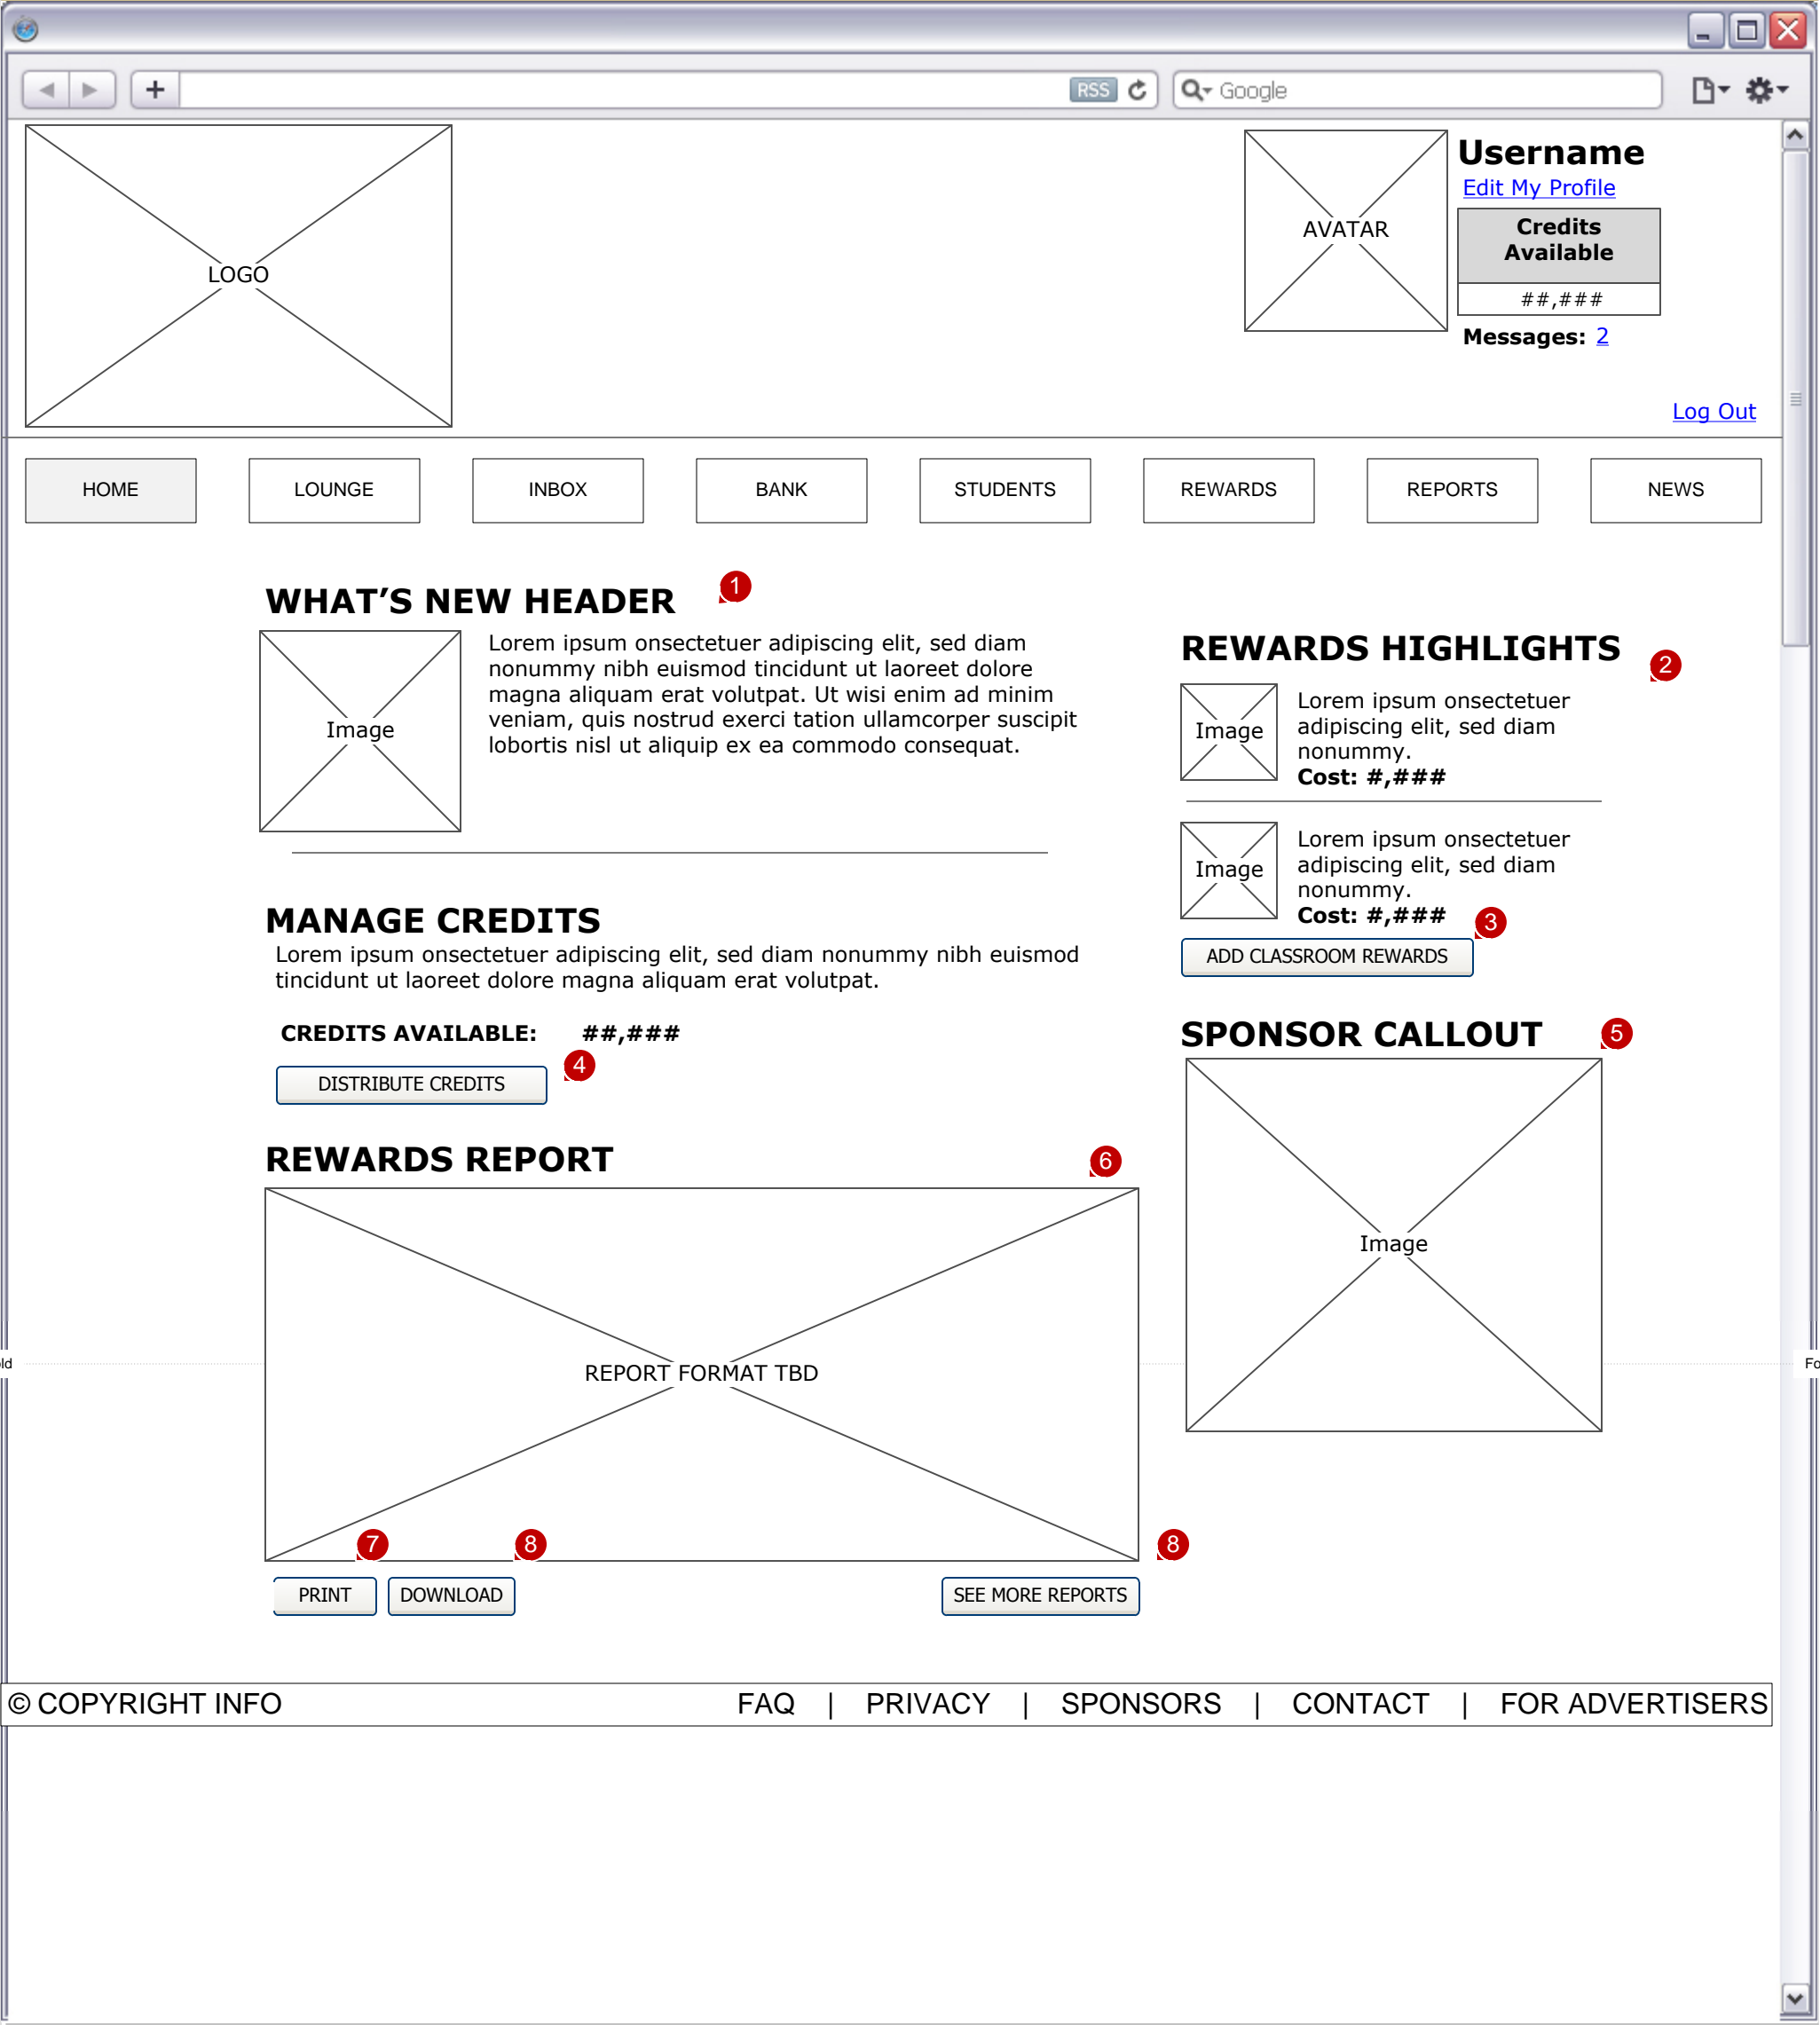 RSS
Google
LOGO
AVATAR
Username
Edit My Profile
Credits
Available
##,###
Messages: 2
Log Out
HOME
LOUNGE
INBOX
BANK
STUDENTS
REWARDS
REPORTS
NEWS
WHAT’S NEW HEADER
1
Image
Lorem ipsum onsectetuer adipiscing elit, sed diam
nonummy nibh euismod tincidunt ut laoreet dolore
magna aliquam erat volutpat. Ut wisi enim ad minim
veniam, quis nostrud exerci tation ullamcorper suscipit
lobortis nisl ut aliquip ex ea commodo consequat.
REWARDS HIGHLIGHTS
2
Image
Lorem ipsum onsectetuer
adipiscing elit, sed diam
nonummy.
Cost: #,###
Image
Lorem ipsum onsectetuer
adipiscing elit, sed diam
nonummy.
Cost: #,###
3
ADD CLASSROOM REWARDS
MANAGE CREDITS
Lorem ipsum onsectetuer adipiscing elit, sed diam nonummy nibh euismod
tincidunt ut laoreet dolore magna aliquam erat volutpat.
CREDITS AVAILABLE: ##,###
4
DISTRIBUTE CREDITS
SPONSOR CALLOUT
5
Image
REWARDS REPORT
6
REPORT FORMAT TBD
ld
Fo
7
8
8
PRINT
DOWNLOAD
SEE MORE REPORTS
© COPYRIGHT INFO
FAQ | PRIVACY | SPONSORS | CONTACT | FOR ADVERTISERS